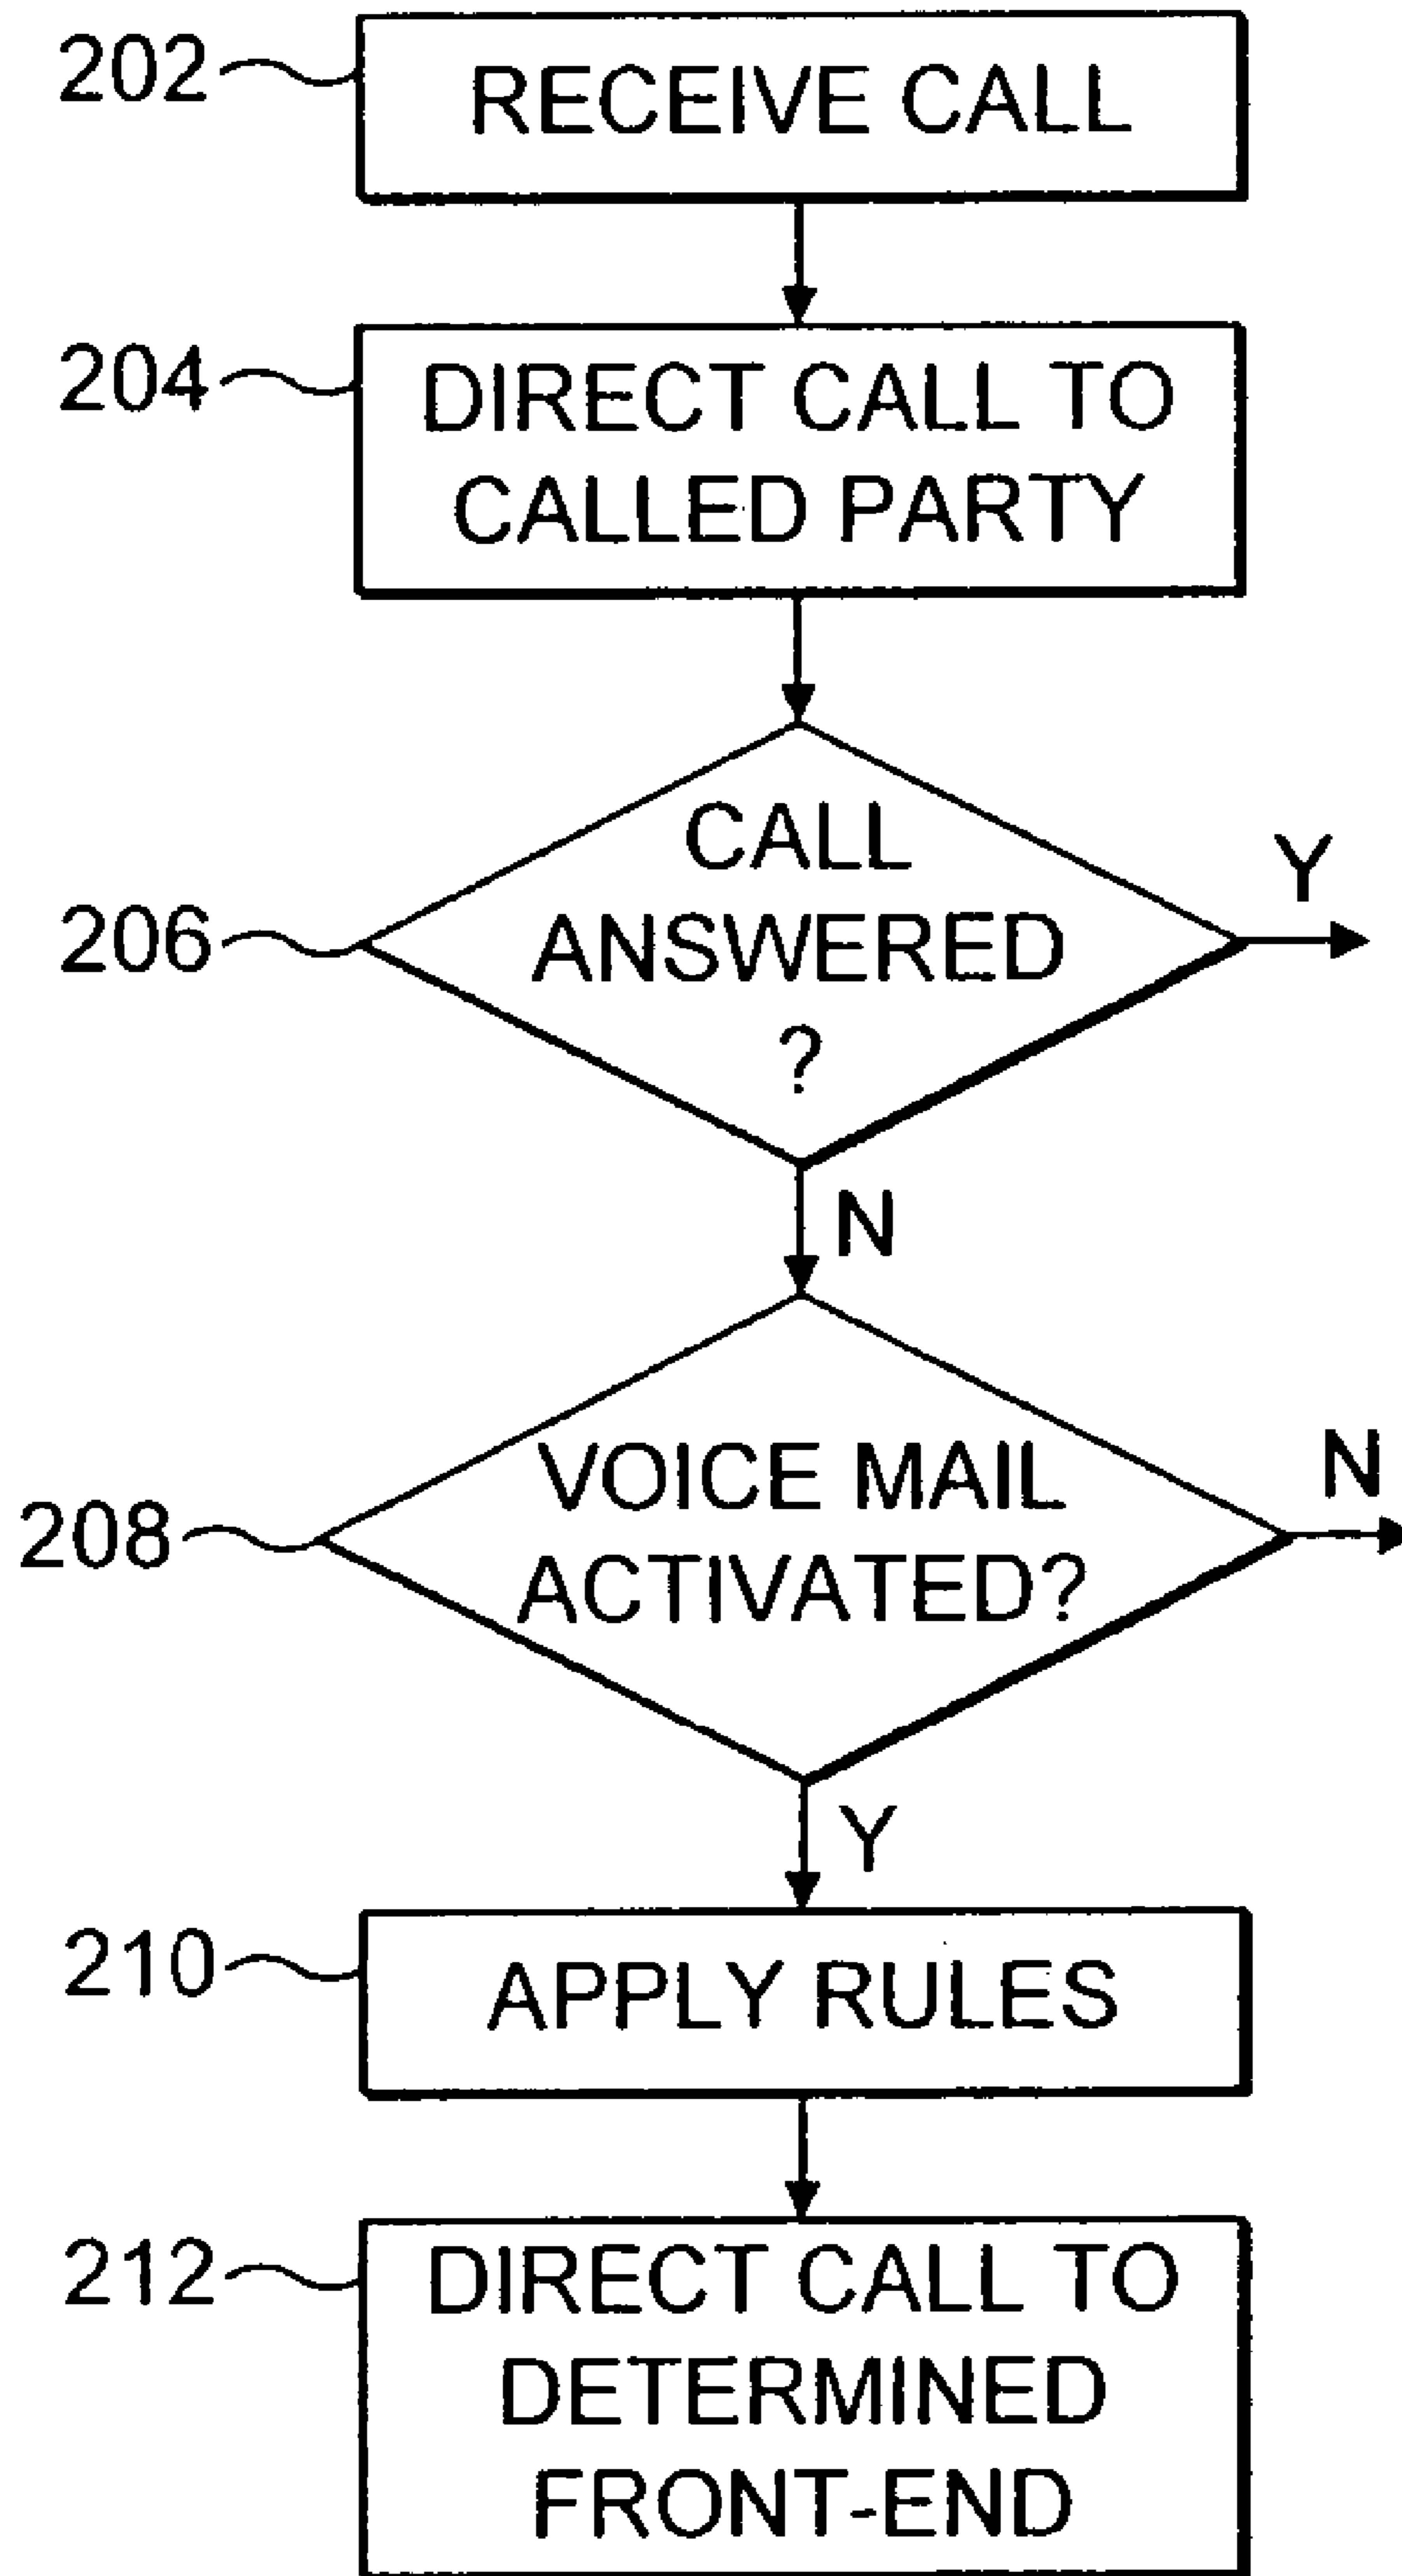 202
RECEIVE CALL
204
DIRECT CALL TO
CALLED PARTY
CALL
206
ANSWERED
Y
?
N
VOICE MAIL
N
208
ACTIVATED?
Y
210
APPLY RULES
212
DIRECT CALL TO
DETERMINED
FRONT-END